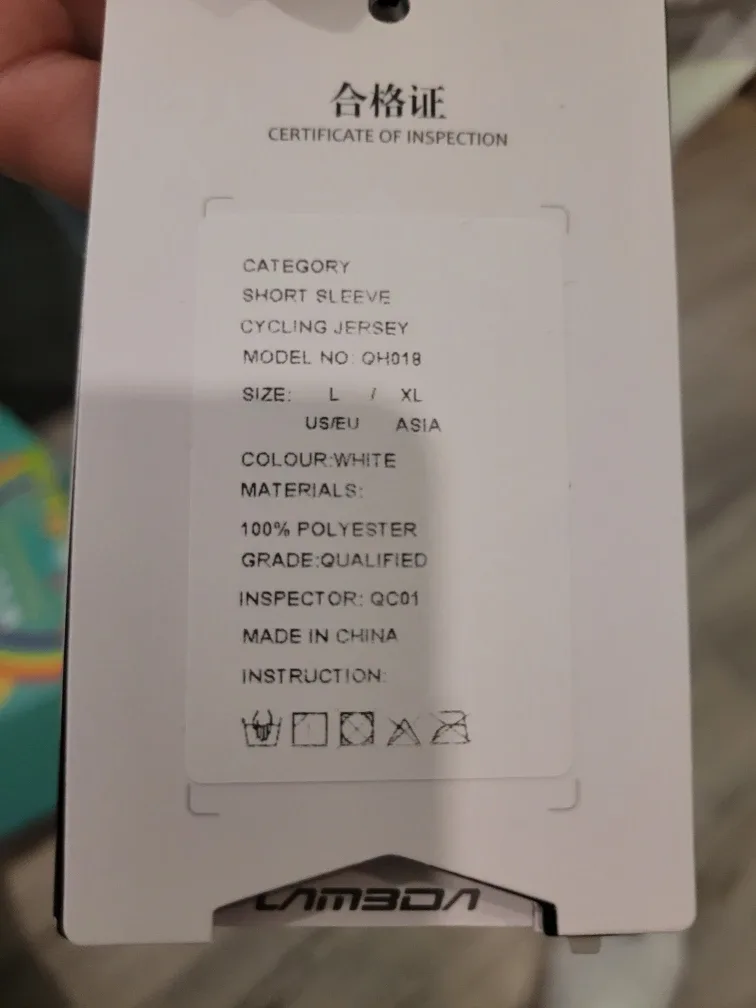 合格证
CERTIFICATE OF INSPECTION
CATEGORY
SHORT SLEEVE
CYCLING JERSEY
MODEL NO: QH018
SIZE: L / XL
US/EU ASIA
COLOUR:WHITE
MATERIALS:
100% POLYESTER
GRADE:QUALIFIED
INSPECTOR: QC01
MADE IN CHINA
INSTRUCTION:
LAMBDA